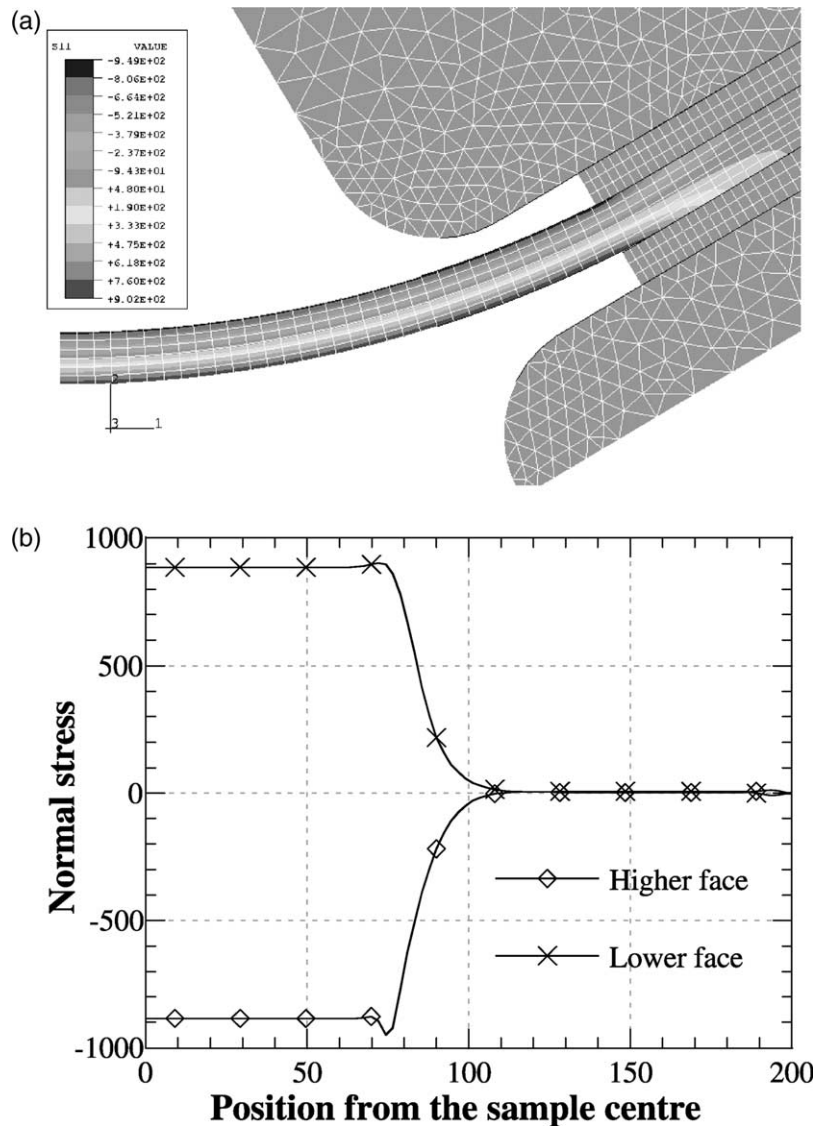 (a)
S11 VALUE
-9.49E+02
-8.06E+02
-6.64E+02
-5.21E+02
-3.79E+02
-2.37E+02
-9.43E+01
+4.80E+01
+1.90E+02
+3.33E+02
+4.75E+02
+6.18E+02
+7.60E+02
+9.02E+02
2
3 1
(b)
1000
500
0
-500
-1000
Normal stress
Higher face
Lower face
0 50 100 150 200
Position from the sample centre